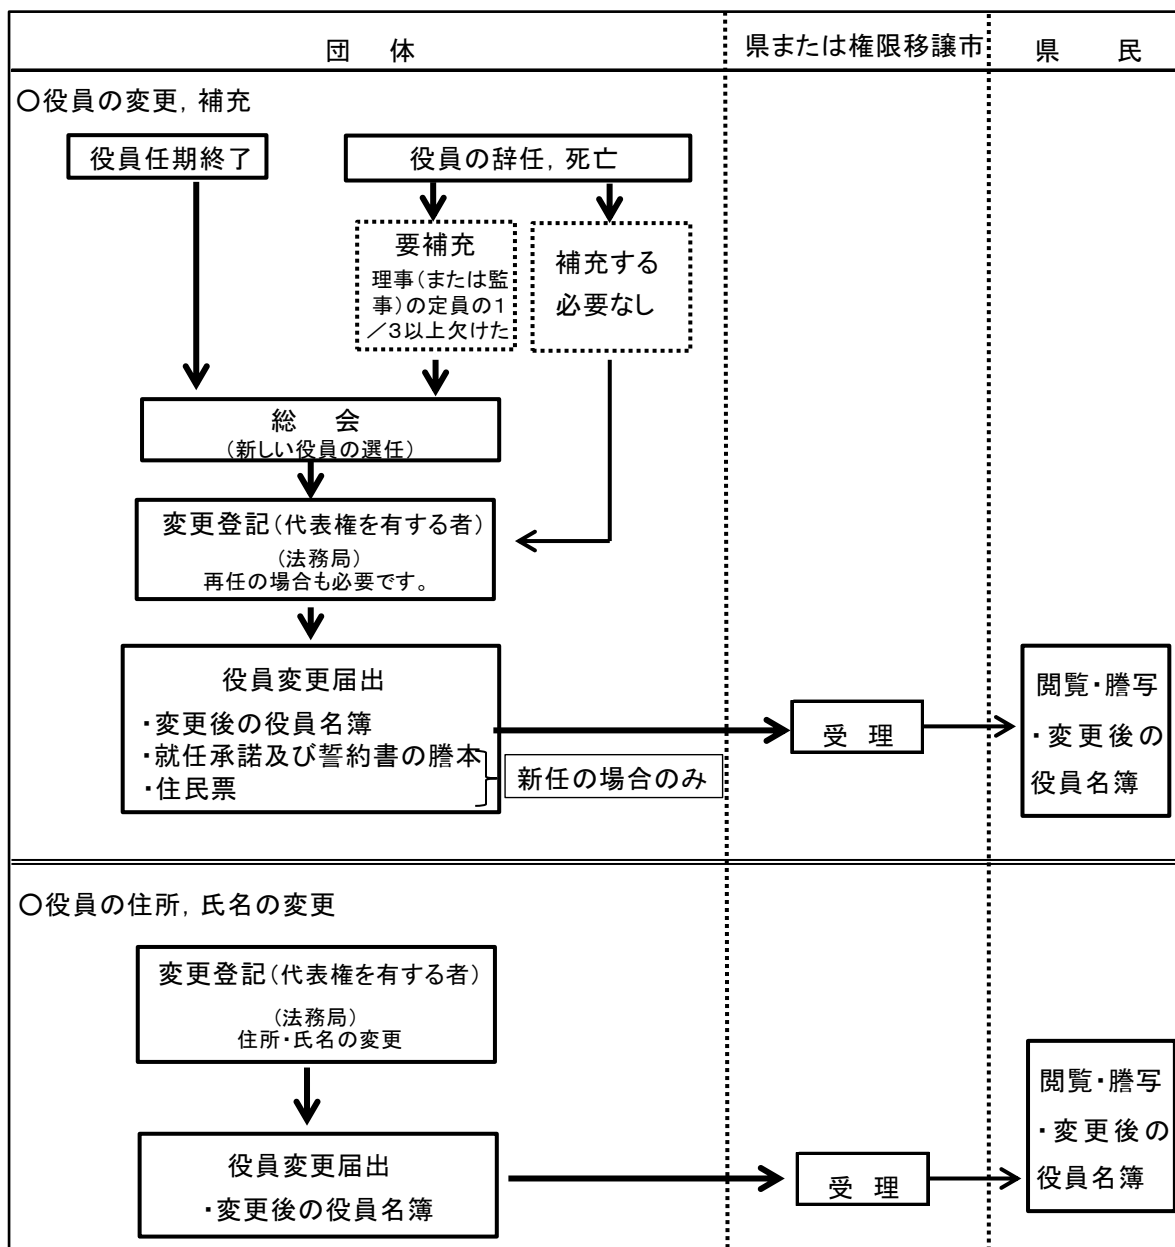 団　体
県または権限移譲市
県　民
○役員の変更，補充
役員任期終了
役員の辞任，死亡
要補充
理事（または監
事）の定員の１
／３以上欠けた
補充する
必要なし
総　会
（新しい役員の選任）
変更登記（代表権を有する者）
（法務局）
再任の場合も必要です。
役員変更届出
・変更後の役員名簿
・就任承諾及び誓約書の謄本
・住民票
新任の場合のみ
受　理
閲覧・謄写
・変更後の
役員名簿
○役員の住所，氏名の変更
変更登記（代表権を有する者）
（法務局）
住所・氏名の変更
役員変更届出
・変更後の役員名簿
受　理
閲覧・謄写
・変更後の
役員名簿